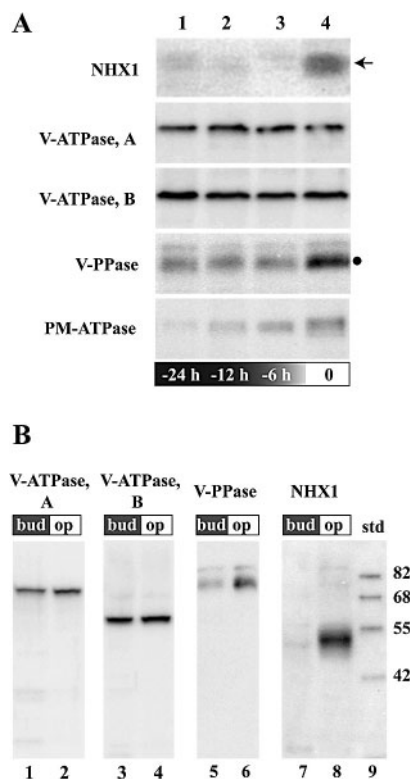 A
1 2 3 4
NHX1
V-ATPase, A
V-ATPase, B
V-PPase
PM-ATPase
-24 h -12 h -6 h 0
B
V-ATPase, A V-ATPase, B V-PPase NHX1
bud op bud op bud op bud op std
82
68
55
42
1 2 3 4 5 6 7 8 9